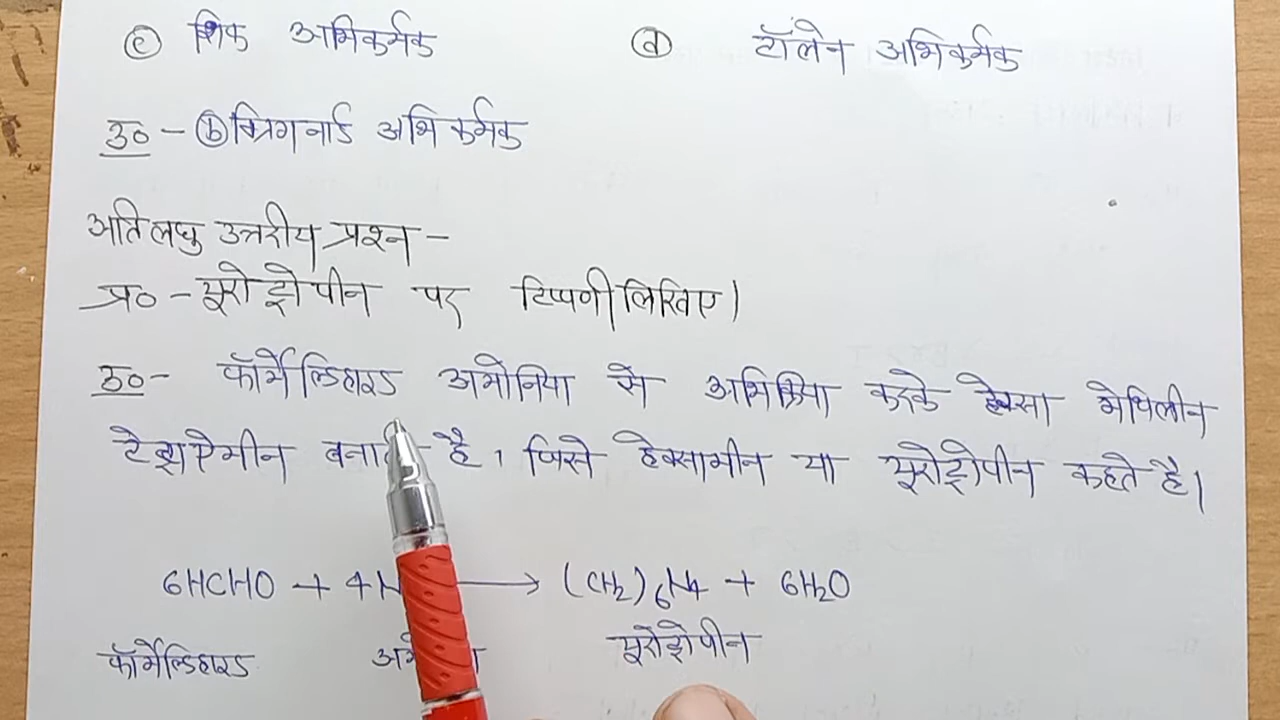 ⓒ शिफ अभिकर्मक ⓓ टॉलेन अभिकर्मक
उ० - ⓑ ग्रिगनार्ड अभिकर्मक
अतिलघु उत्तरीय प्रश्न -
प्र० - यूरोट्रोपीन पर टिप्पणी लिखिए।
उ० - फॉर्मेल्डिहाइड अमोनिया से अभिक्रिया करके हेक्सा मेथिलीन
टेट्राऐमीन बनाते है, जिसे हेक्सामीन या यूरोट्रोपीन कहते है।
6HCHO + 4N → (CH2)6N4 + 6H2O
फॉर्मेल्डिहाइड यूरोट्रोपीन